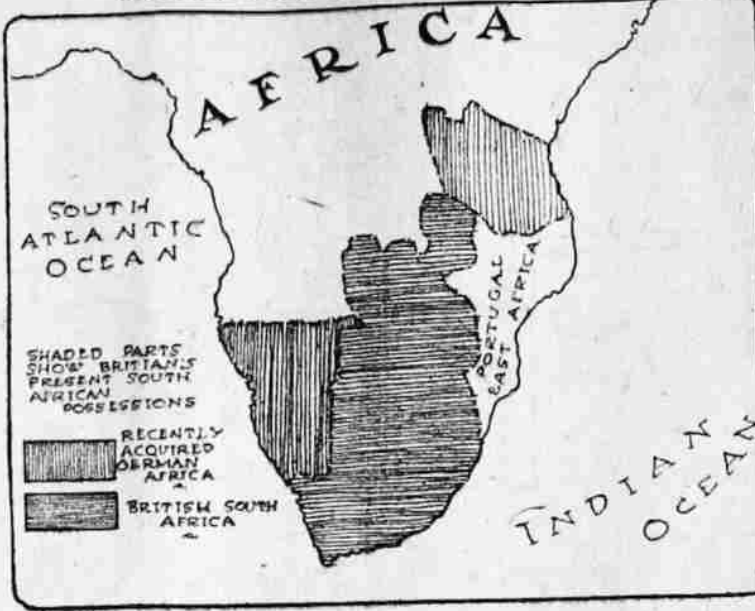 AFRICA
SOUTH
ATLANTIC
OCEAN
PORTUGAL
EAST AFRICA
SHADED PARTS
SHOW BRITIAN'S
PRESENT SOUTH
AFRICAN
POSSESSIONS
RECENTLY
ACQUIRED
GERMAN
AFRICA
BRITISH SOUTH
AFRICA
INDIAN
OCEAN